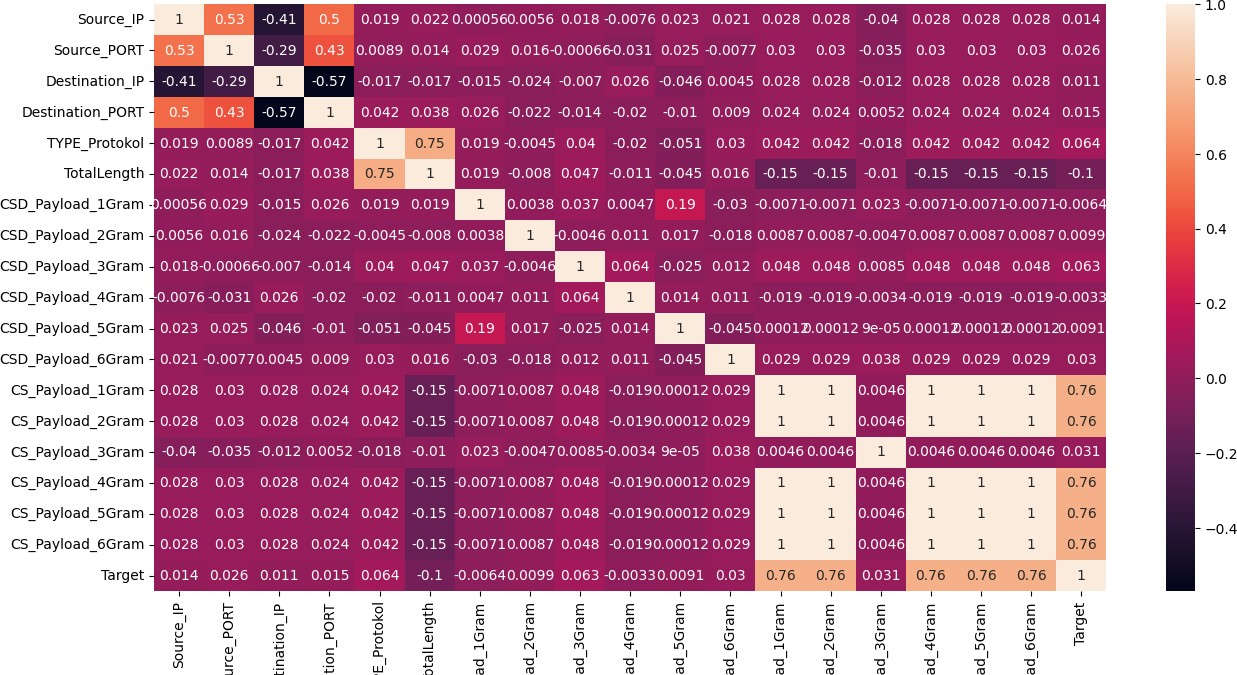 Source_IP 1 0.53 -0.41 0.5 0.019 0.022 0.00056 0.0056 0.018 -0.0076 0.023 0.021 0.028 0.028 -0.04 0.028 0.028 0.028 0.014 1.0
Source_PORT 0.53 1 -0.29 0.43 0.0089 0.014 0.029 0.016 -0.00066 -0.031 0.025 -0.0077 0.03 0.03 -0.035 0.03 0.03 0.03 0.026
Destination_IP -0.41 -0.29 1 -0.57 -0.017 -0.017 -0.015 -0.024 -0.007 0.026 -0.046 0.0045 0.028 0.028 -0.012 0.028 0.028 0.028 0.011 0.8
Destination_PORT 0.5 0.43 -0.57 1 0.042 0.038 0.026 -0.022 -0.014 -0.02 -0.01 0.009 0.024 0.024 0.0052 0.024 0.024 0.024 0.015
TYPE_Protokol 0.019 0.0089 -0.017 0.042 1 0.75 0.019 -0.0045 0.04 -0.02 -0.051 0.03 0.042 0.042 -0.018 0.042 0.042 0.042 0.064 0.6
TotalLength 0.022 0.014 -0.017 0.038 0.75 1 0.019 -0.008 0.047 -0.011 -0.045 0.016 -0.15 -0.15 -0.01 -0.15 -0.15 -0.15 -0.1
CSD_Payload_1Gram 0.00056 0.029 -0.015 0.026 0.019 0.019 1 0.0038 0.037 0.0047 0.19 -0.03 -0.0071 -0.0071 0.023 -0.0071 -0.0071 -0.0071 -0.0064
CSD_Payload_2Gram 0.0056 0.016 -0.024 -0.022 -0.0045 -0.008 0.0038 1 -0.0046 0.011 0.017 -0.018 0.0087 0.0087 -0.0047 0.0087 0.0087 0.0087 0.0099 0.4
CSD_Payload_3Gram 0.018 -0.00066 -0.007 -0.014 0.04 0.047 0.037 -0.0046 1 0.064 -0.025 0.012 0.048 0.048 0.0085 0.048 0.048 0.048 0.063
CSD_Payload_4Gram -0.0076 -0.031 0.026 -0.02 -0.02 -0.011 0.0047 0.011 0.064 1 0.014 0.011 -0.019 -0.019 -0.0034 -0.019 -0.019 -0.019 -0.0033 0.2
CSD_Payload_5Gram 0.023 0.025 -0.046 -0.01 -0.051 -0.045 0.19 0.017 -0.025 0.014 1 -0.045 0.00012 0.00012 9e-05 0.00012 0.00012 0.00012 0.0091
CSD_Payload_6Gram 0.021 -0.0077 0.0045 0.009 0.03 0.016 -0.03 -0.018 0.012 0.011 -0.045 1 0.029 0.029 0.038 0.029 0.029 0.029 0.03 0.0
CS_Payload_1Gram 0.028 0.03 0.028 0.024 0.042 -0.15 -0.0071 0.0087 0.048 -0.019 0.00012 0.029 1 1 0.0046 1 1 1 0.76
CS_Payload_2Gram 0.028 0.03 0.028 0.024 0.042 -0.15 -0.0071 0.0087 0.048 -0.019 0.00012 0.029 1 1 0.0046 1 1 1 0.76
CS_Payload_3Gram -0.04 -0.035 -0.012 0.0052 -0.018 -0.01 0.023 -0.0047 0.0085 -0.0034 9e-05 0.038 0.0046 0.0046 1 0.0046 0.0046 0.0046 0.031 −0.2
CS_Payload_4Gram 0.028 0.03 0.028 0.024 0.042 -0.15 -0.0071 0.0087 0.048 -0.019 0.00012 0.029 1 1 0.0046 1 1 1 0.76
CS_Payload_5Gram 0.028 0.03 0.028 0.024 0.042 -0.15 -0.0071 0.0087 0.048 -0.019 0.00012 0.029 1 1 0.0046 1 1 1 0.76 −0.4
CS_Payload_6Gram 0.028 0.03 0.028 0.024 0.042 -0.15 -0.0071 0.0087 0.048 -0.019 0.00012 0.029 1 1 0.0046 1 1 1 0.76
Target 0.014 0.026 0.011 0.015 0.064 -0.1 -0.0064 0.0099 0.063 -0.0033 0.0091 0.03 0.76 0.76 0.031 0.76 0.76 0.76 1
Source_IP
urce_PORT
tination_IP
tion_PORT
PE_Protokol
otalLength
ad_1Gram
ad_2Gram
ad_3Gram
ad_4Gram
ad_5Gram
ad_6Gram
ad_1Gram
ad_2Gram
ad_3Gram
ad_4Gram
ad_5Gram
ad_6Gram
Target